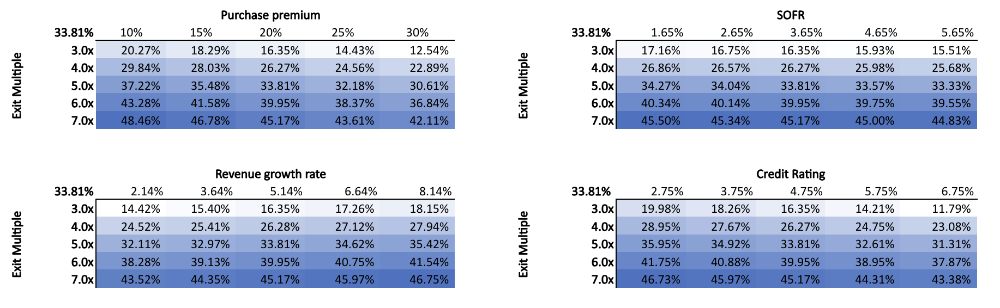 Purchase premium
33.81% 10% 15% 20% 25% 30%
Exit Multiple
3.0x 20.27% 18.29% 16.35% 14.43% 12.54%
4.0x 29.84% 28.03% 26.27% 24.56% 22.89%
5.0x 37.22% 35.48% 33.81% 32.18% 30.61%
6.0x 43.28% 41.58% 39.95% 38.37% 36.84%
7.0x 48.46% 46.78% 45.17% 43.61% 42.11%
SOFR
33.81% 1.65% 2.65% 3.65% 4.65% 5.65%
Exit Multiple
3.0x 17.16% 16.75% 16.35% 15.93% 15.51%
4.0x 26.86% 26.57% 26.27% 25.98% 25.68%
5.0x 34.27% 34.04% 33.81% 33.57% 33.33%
6.0x 40.34% 40.14% 39.95% 39.75% 39.55%
7.0x 45.50% 45.34% 45.17% 45.00% 44.83%
Revenue growth rate
33.81% 2.14% 3.64% 5.14% 6.64% 8.14%
Exit Multiple
3.0x 14.42% 15.40% 16.35% 17.26% 18.15%
4.0x 24.52% 25.41% 26.28% 27.12% 27.94%
5.0x 32.11% 32.97% 33.81% 34.62% 35.42%
6.0x 38.28% 39.13% 39.95% 40.75% 41.54%
7.0x 43.52% 44.35% 45.17% 45.97% 46.75%
Credit Rating
33.81% 2.75% 3.75% 4.75% 5.75% 6.75%
Exit Multiple
3.0x 19.98% 18.26% 16.35% 14.21% 11.79%
4.0x 28.95% 27.67% 26.27% 24.75% 23.08%
5.0x 35.95% 34.92% 33.81% 32.61% 31.31%
6.0x 41.75% 40.88% 39.95% 38.95% 37.87%
7.0x 46.73% 45.97% 45.17% 44.31% 43.38%